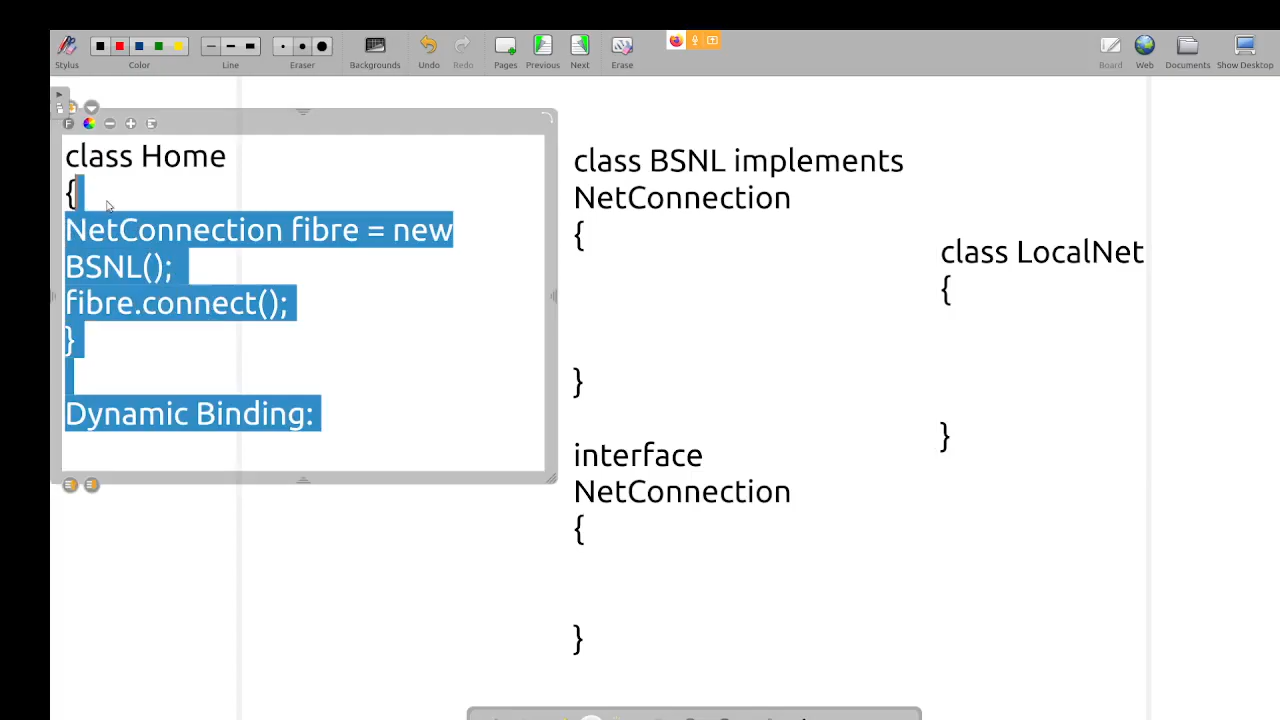 Stylus
Color
Line
Eraser
Backgrounds
Undo
Redo
Pages
Previous
Next
Erase
Board
Web
Documents
Show Desktop
class Home
{
NetConnection fibre = new
BSNL();
fibre.connect();
}
Dynamic Binding:
class BSNL implements
NetConnection
{
}
interface
NetConnection
{
}
class LocalNet
{
}